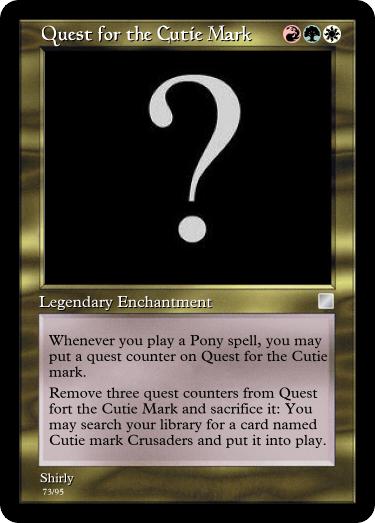 Quest for the Cutie Mark
?
Legendary Enchantment
Whenever you play a Pony spell, you may
put a quest counter on Quest for the Cutie
mark.
Remove three quest counters from Quest
fort the Cutie Mark and sacrifice it: You
may search your library for a card named
Cutie mark Crusaders and put it into play.
Shirly
73/95